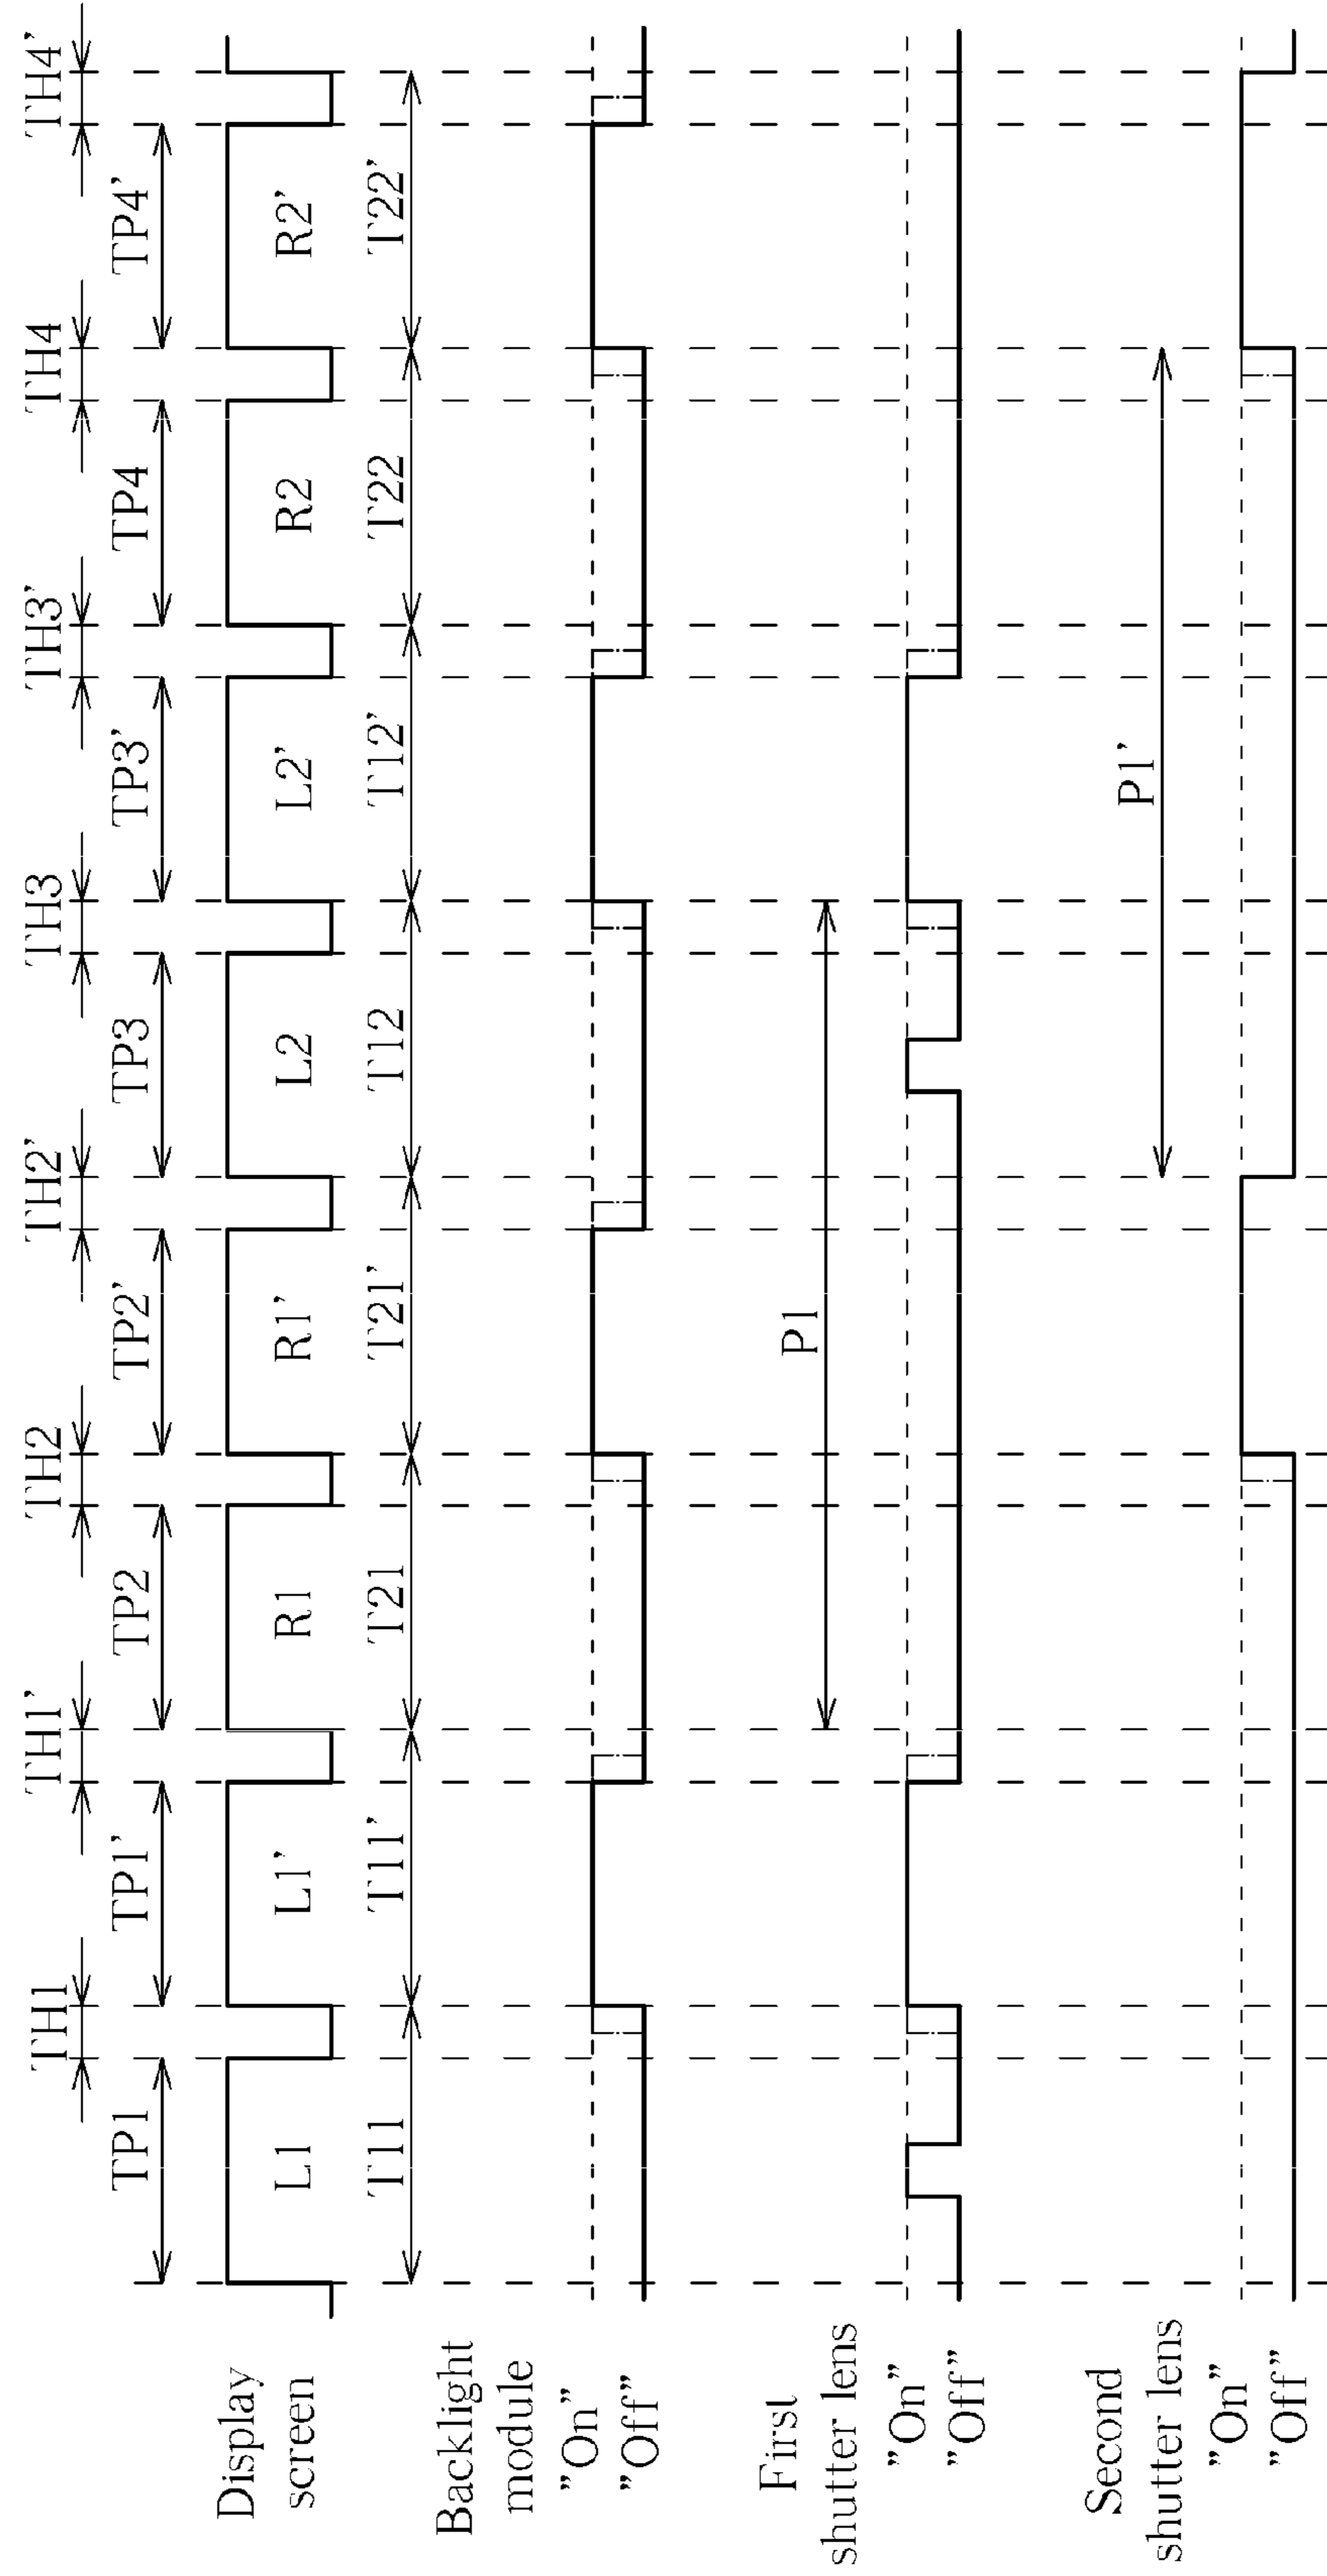 TH1 TH1' TH2 TH2' TH3 TH3' TH4 TH4'
TP1 TP1' TP2 TP2' TP3 TP3' TP4 TP4'
Display
screen
L1 L1' R1 R1' L2 L2' R2 R2'
T11 T11' T21 T21' T12 T12' T22 T22'
Backlight
module
"On"
"Off"
First
shutter lens
P1
"On"
"Off"
Second
shutter lens
P1'
"On"
"Off"